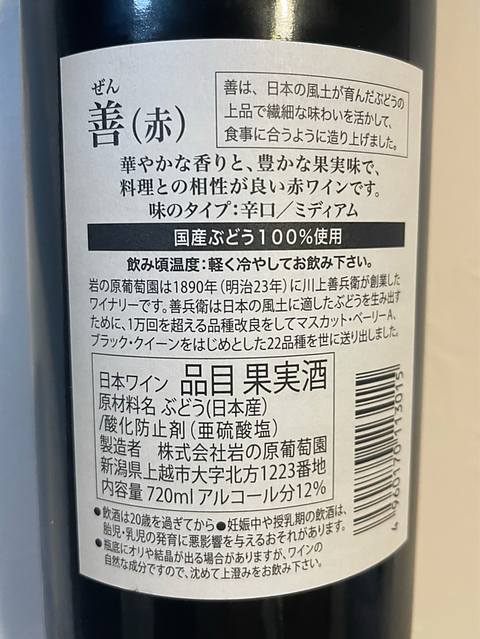 ぜん
善(赤)
善は、日本の風土が育んだぶどうの
上品で繊細な味わいを活かして、
食事に合うように造り上げました。
華やかな香りと、豊かな果実味で、
料理との相性が良い赤ワインです。
味のタイプ:辛口/ミディアム
国産ぶどう100%使用
飲み頃温度:軽く冷やしてお飲み下さい。
岩の原葡萄園は1890年(明治23年)に川上善兵衛が創業した
ワイナリーです。善兵衛は日本の風土に適したぶどうを生み出す
ために、1万回を超える品種改良をしてマスカット・ベーリーA、
ブラック・クイーンをはじめとした22品種を世に送り出しました。
日本ワイン 品目 果実酒
原材料名 ぶどう(日本産)
/酸化防止剤(亜硫酸塩)
製造者 株式会社岩の原葡萄園
新潟県上越市大字北方1223番地
内容量 720ml アルコール分12%
4960170113015
●飲酒は20歳を過ぎてから●妊娠中や授乳期の飲酒は、
胎児・乳児の発育に悪影響を与えるおそれがあります。
●瓶底にオリや結晶が出る場合がありますが、ワインの
自然な成分ですので、沈めて上澄みをお飲み下さい。